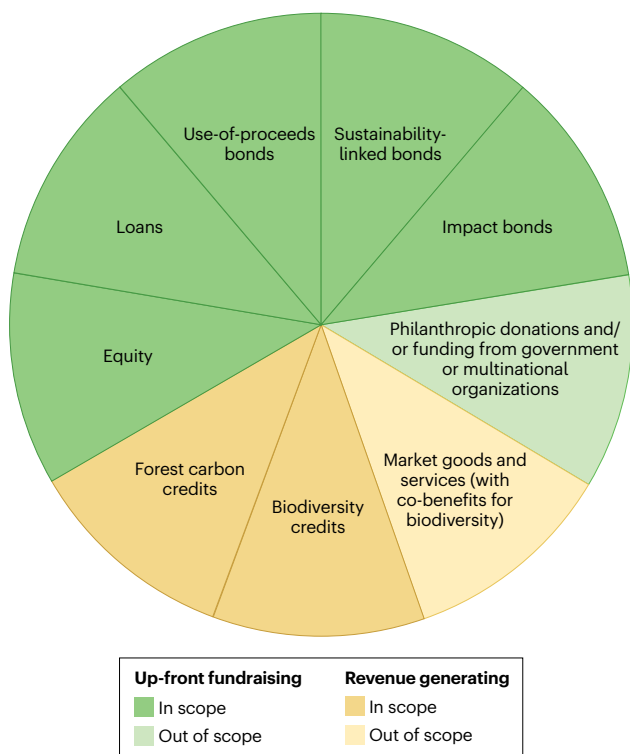 Use-of-proceeds
bonds
Sustainability-
linked bonds
Loans
Impact bonds
Equity
Philanthropic donations and/
or funding from government
or multinational
organizations
Forest carbon
credits
Biodiversity
credits
Market goods and
services (with
co-benefits for
biodiversity)
Up-front fundraising
In scope
Out of scope
Revenue generating
In scope
Out of scope